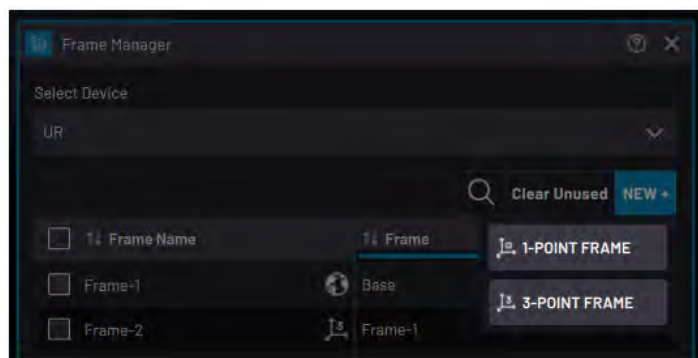 Frame Manager
Select Device
UR
Clear Unused NEW +
Frame Name Frame
1-POINT FRAME
Frame-1 Base
3-POINT FRAME
Frame-2 Frame-1